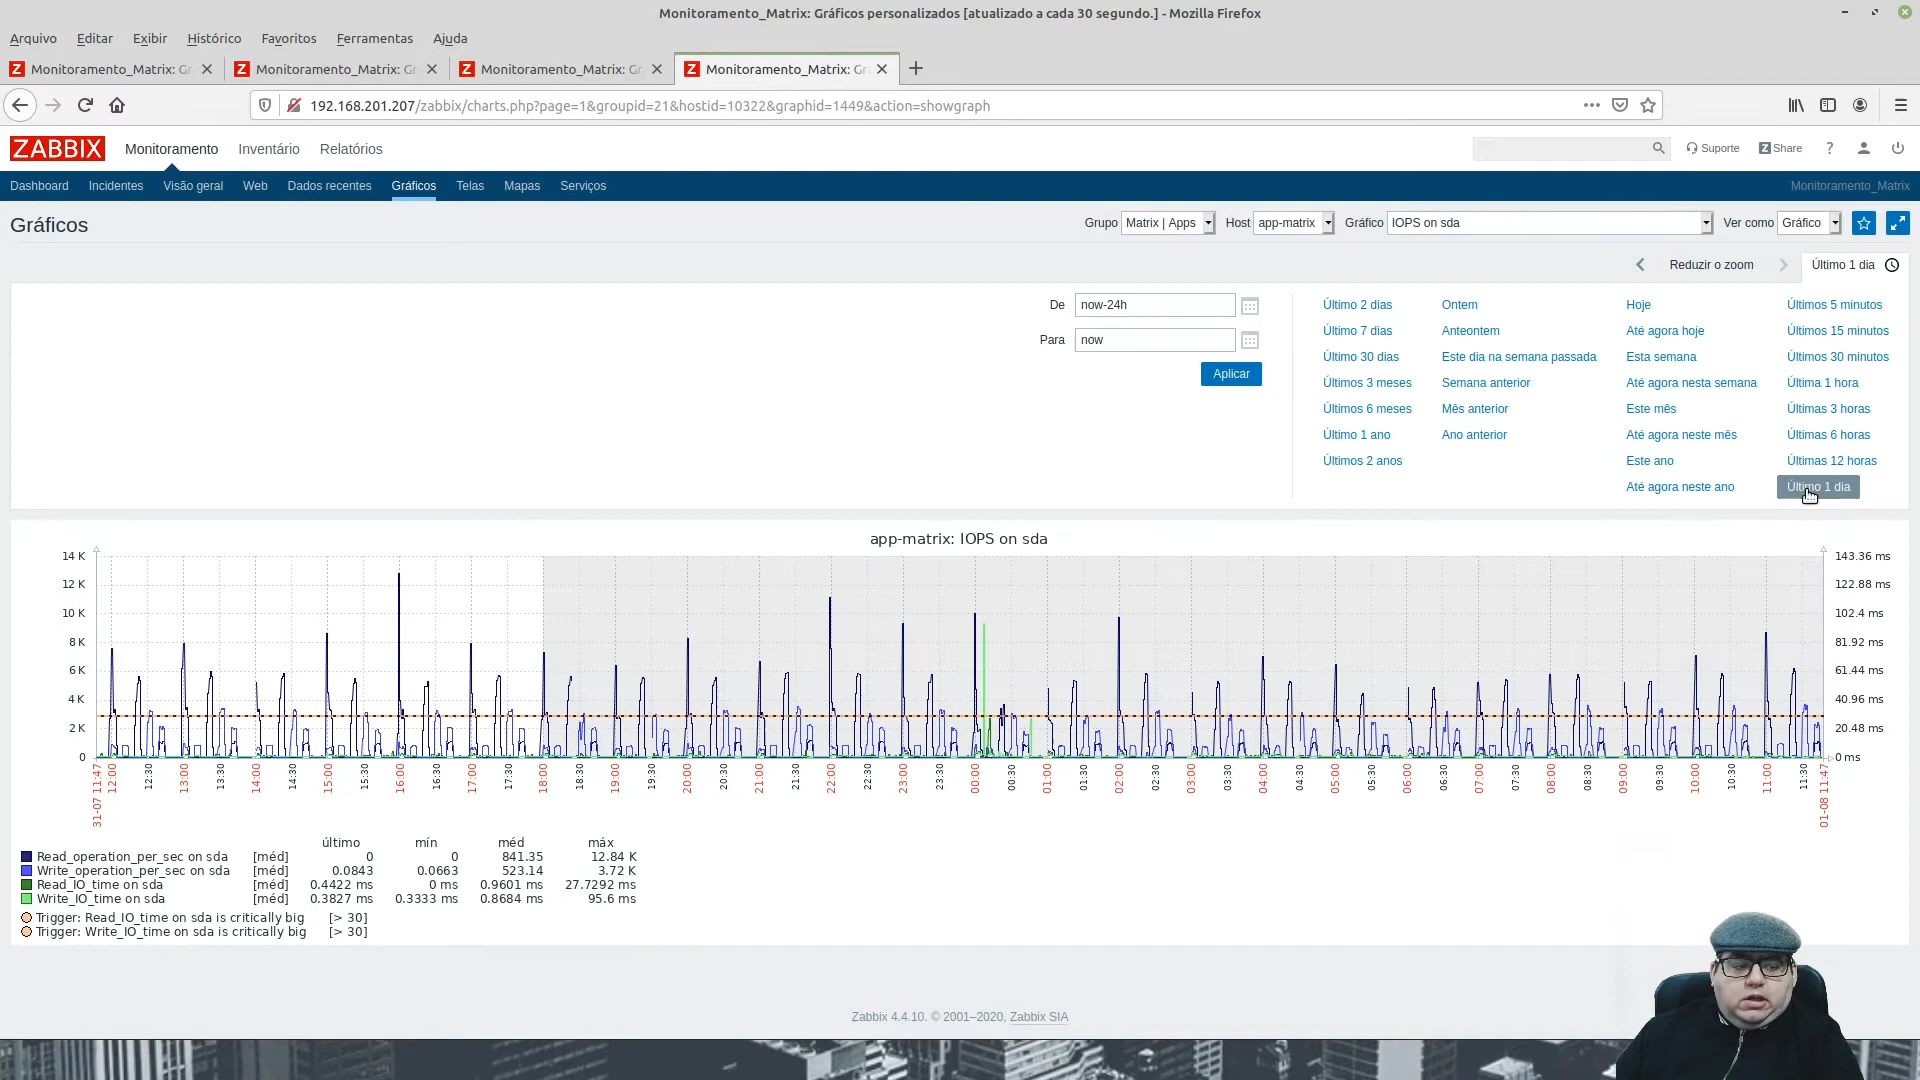 Monitoramento_Matrix: Gráficos personalizados [atualizado a cada 30 segundo.] - Mozilla Firefox
Arquivo Editar Exibir Histórico Favoritos Ferramentas Ajuda
Monitoramento_Matrix: Gr Monitoramento_Matrix: Gr Monitoramento_Matrix: Gr Monitoramento_Matrix: Gr
192.168.201.207/zabbix/charts.php?page=1&groupid=21&hostid=10322&graphid=1449&action=showgraph
ZABBIX Monitoramento Inventário Relatórios Suporte Z Share ?
Dashboard Incidentes Visão geral Web Dados recentes Gráficos Telas Mapas Serviços Monitoramento_Matrix
Gráficos Grupo Matrix | Apps Host app-matrix Gráfico IOPS on sda Ver como Gráfico
Reduzir o zoom Último 1 dia
De now-24h
Para now
Aplicar
Último 2 dias Ontem Hoje Últimos 5 minutos
Último 7 dias Anteontem Até agora hoje Últimos 15 minutos
Último 30 dias Este dia na semana passada Esta semana Últimos 30 minutos
Últimos 3 meses Semana anterior Até agora nesta semana Última 1 hora
Últimos 6 meses Mês anterior Este mês Últimas 3 horas
Último 1 ano Ano anterior Até agora neste mês Últimas 6 horas
Últimos 2 anos Este ano Últimas 12 horas
Até agora neste ano Último 1 dia
app-matrix: IOPS on sda
14 K 143.36 ms
12 K 122.88 ms
10 K 102.4 ms
8 K 81.92 ms
6 K 61.44 ms
4 K 40.96 ms
2 K 20.48 ms
0 0 ms
31-07 11:47 12:00 12:30 13:00 13:30 14:00 14:30 15:00 15:30 16:00 16:30 17:00 17:30 18:00 18:30 19:00 19:30 20:00 20:30 21:00 21:30 22:00 22:30 23:00 23:30 00:00 00:30 01:00 01:30 02:00 02:30 03:00 03:30 04:00 04:30 05:00 05:30 06:00 06:30 07:00 07:30 08:00 08:30 09:00 09:30 10:00 10:30 11:00 11:30 01-08 11:47
último mín méd máx
Read_operation_per_sec on sda [méd] 0 0 841.35 12.84 K
Write_operation_per_sec on sda [méd] 0.0843 0.0663 523.14 3.72 K
Read_IO_time on sda [méd] 0.4422 ms 0 ms 0.9601 ms 27.7292 ms
Write_IO_time on sda [méd] 0.3827 ms 0.3333 ms 0.8684 ms 95.6 ms
Trigger: Read_IO_time on sda is critically big [> 30]
Trigger: Write_IO_time on sda is critically big [> 30]
Zabbix 4.4.10. © 2001–2020, Zabbix SIA